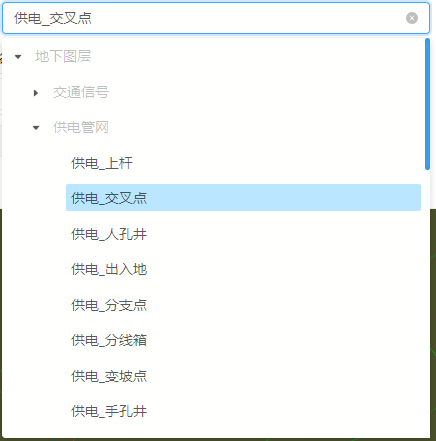 供电_交叉点
地下图层
交通信号
供电管网
供电_上杆
供电_交叉点
供电_人孔井
供电_出入地
供电_分支点
供电_分线箱
供电_变坡点
供电_手孔井